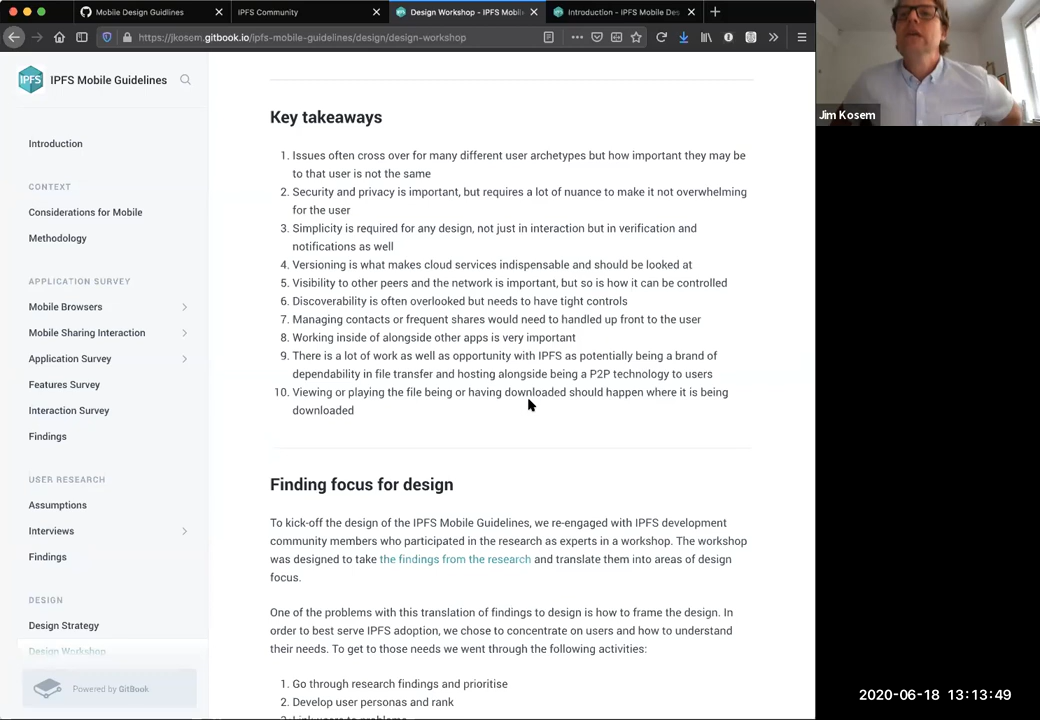 Mobile Design Guidlines
IPFS Community
Design Workshop - IPFS Mobil
Introduction - IPFS Mobile Des
https://jkosem.gitbook.io/ipfs-mobile-guidelines/design/design-workshop
IPFS
IPFS Mobile Guidelines
Introduction
CONTEXT
Considerations for Mobile
Methodology
APPLICATION SURVEY
Mobile Browsers
Mobile Sharing Interaction
Application Survey
Features Survey
Interaction Survey
Findings
USER RESEARCH
Assumptions
Interviews
Findings
DESIGN
Design Strategy
Design Workshop
Powered by GitBook
Key takeaways
1. Issues often cross over for many different user archetypes but how important they may be
to that user is not the same
2. Security and privacy is important, but requires a lot of nuance to make it not overwhelming
for the user
3. Simplicity is required for any design, not just in interaction but in verification and
notifications as well
4. Versioning is what makes cloud services indispensable and should be looked at
5. Visibility to other peers and the network is important, but so is how it can be controlled
6. Discoverability is often overlooked but needs to have tight controls
7. Managing contacts or frequent shares would need to handled up front to the user
8. Working inside of alongside other apps is very important
9. There is a lot of work as well as opportunity with IPFS as potentially being a brand of
dependability in file transfer and hosting alongside being a P2P technology to users
10. Viewing or playing the file being or having downloaded should happen where it is being
downloaded
Finding focus for design
To kick-off the design of the IPFS Mobile Guidelines, we re-engaged with IPFS development
community members who participated in the research as experts in a workshop. The workshop
was designed to take the findings from the research and translate them into areas of design
focus.
One of the problems with this translation of findings to design is how to frame the design. In
order to best serve IPFS adoption, we chose to concentrate on users and how to understand
their needs. To get to those needs we went through the following activities:
1. Go through research findings and prioritise
2. Develop user personas and rank
3. Link users to problems
Jim Kosem
2020-06-18 13:13:49